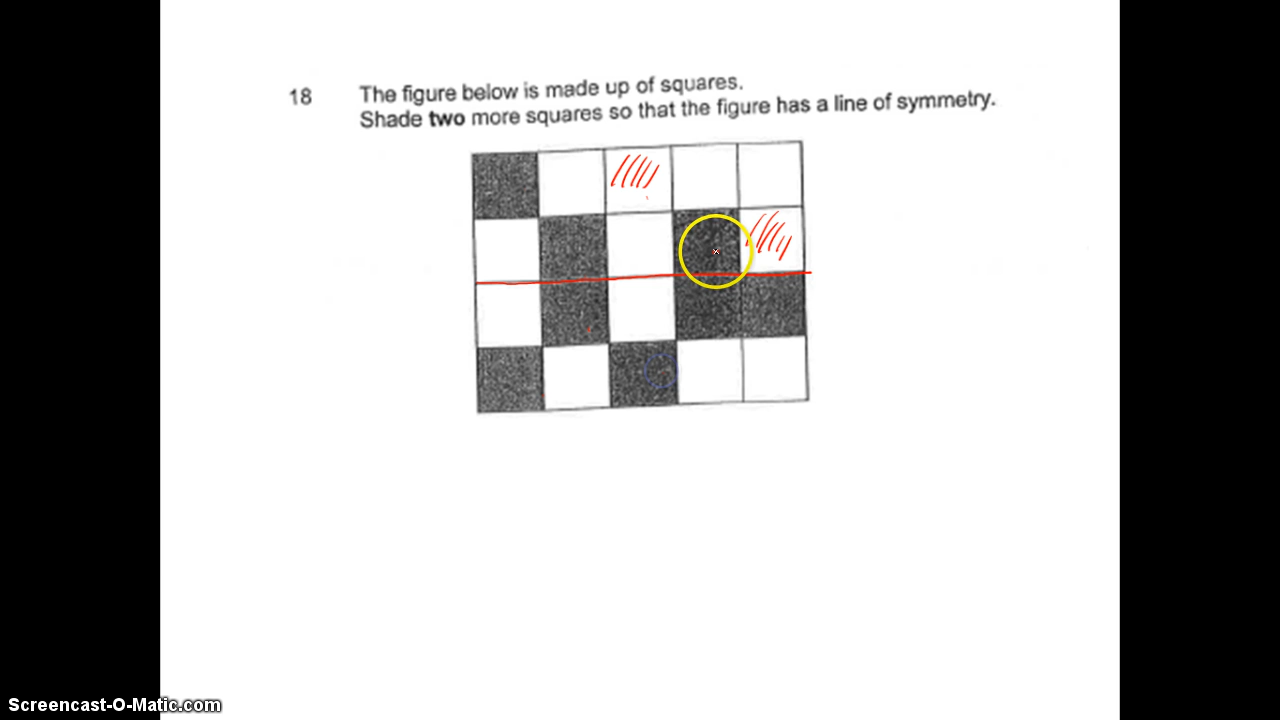 18 The figure below is made up of squares.
Shade two more squares so that the figure has a line of symmetry.
Screencast-O-Matic.com